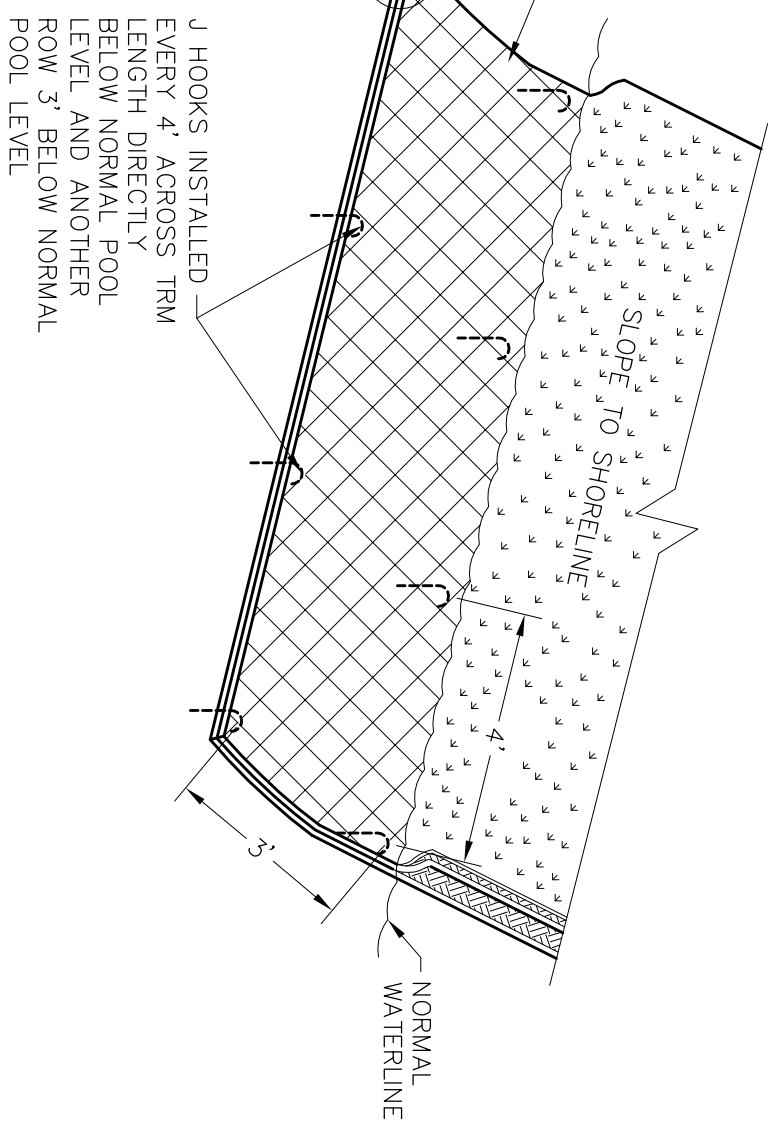 J HOOKS INSTALLED
EVERY 4' ACROSS TRM
LENGTH DIRECTLY
BELOW NORMAL POOL
LEVEL AND ANOTHER
ROW 3' BELOW NORMAL
POOL LEVEL
SLOPE TO SHORELINE
4'
3'
NORMAL
WATERLINE